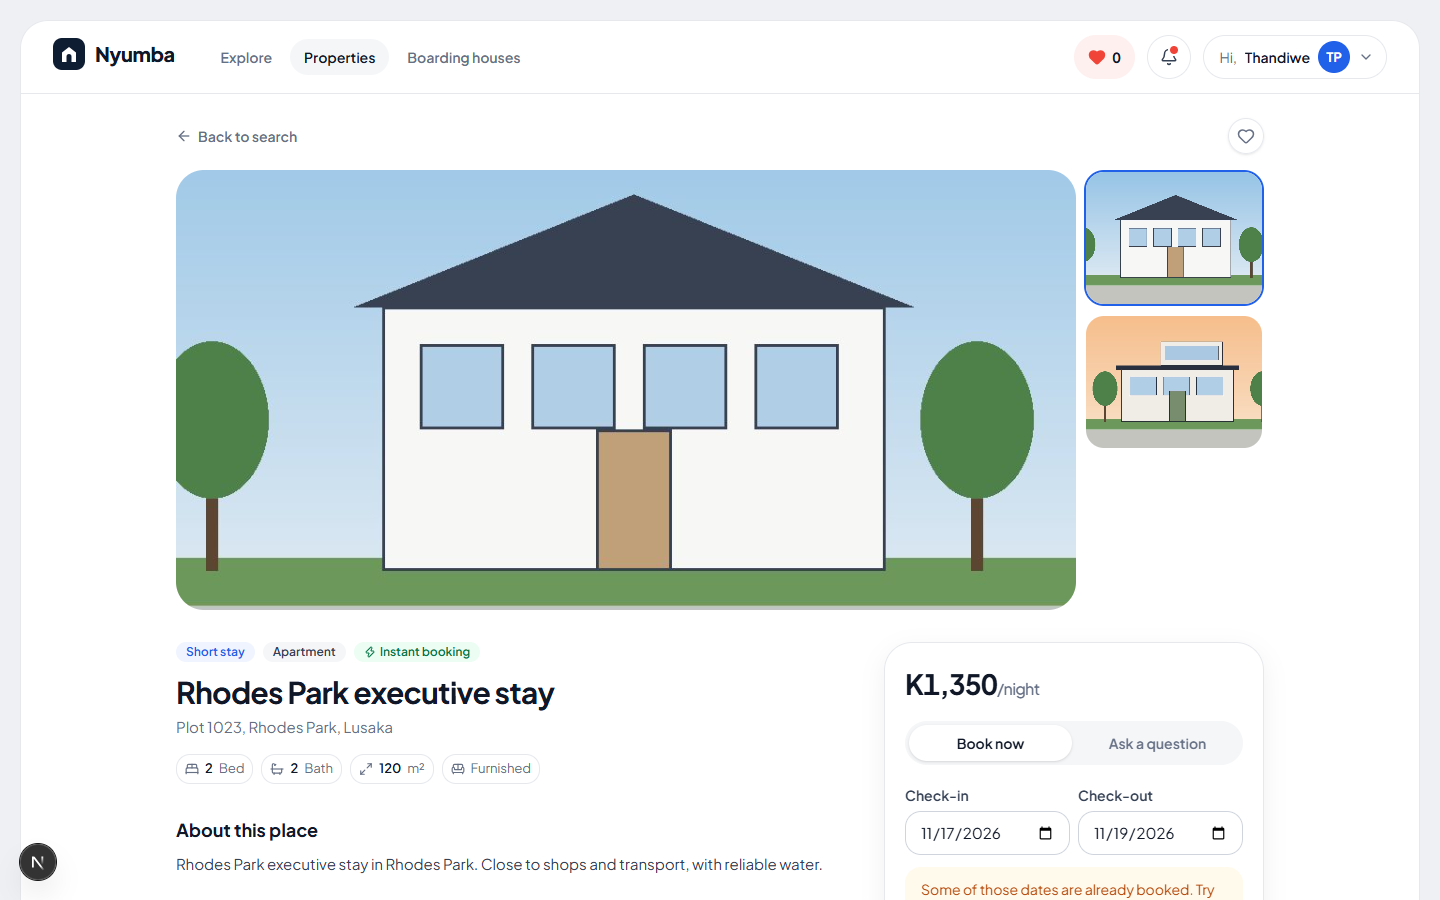 Nyumba
Explore
Properties
Boarding houses
0
Hi, Thandiwe
TP
Back to search
Short stay
Apartment
Instant booking
Rhodes Park executive stay
Plot 1023, Rhodes Park, Lusaka
2 Bed
2 Bath
120 m²
Furnished
About this place
Rhodes Park executive stay in Rhodes Park. Close to shops and transport, with reliable water.
K1,350/night
Book now
Ask a question
Check-in
Check-out
11/17/2026
11/19/2026
Some of those dates are already booked. Try
N